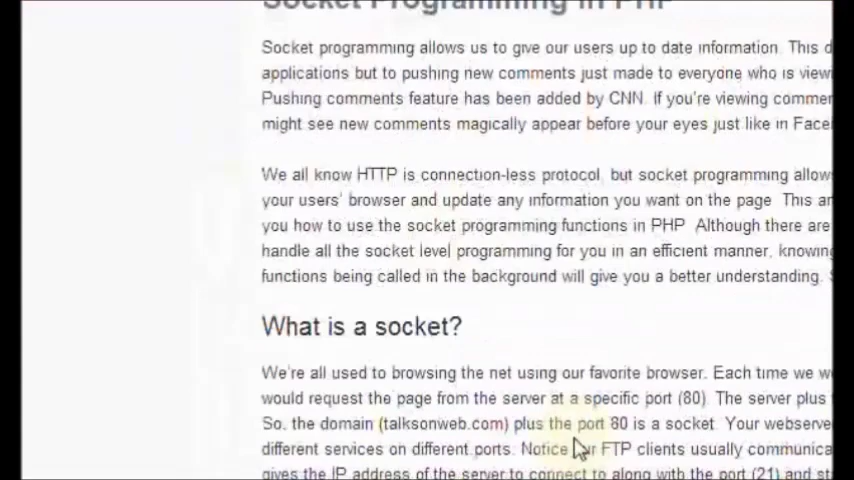 Socket Programming in PHP
Socket programming allows us to give our users up to date information. This d
applications but to pushing new comments just made to everyone who is view
Pushing comments feature has been added by CNN. If you're viewing commer
might see new comments magically appear before your eyes just like in Face
We all know HTTP is connection-less protocol, but socket programming allow
your users' browser and update any information you want on the page. This ar
you how to use the socket programming functions in PHP. Although there are
handle all the socket level programming for you in an efficient manner, knowing
functions being called in the background will give you a better understanding. S
What is a socket?
We're all used to browsing the net using our favorite browser. Each time we w
would request the page from the server at a specific port (80). The server plus
So, the domain (talksonweb.com) plus the port 80 is a socket. Your webserve
different services on different ports. Notice our FTP clients usually communica
gives the IP address of the server to connect to along with the port (21) and st